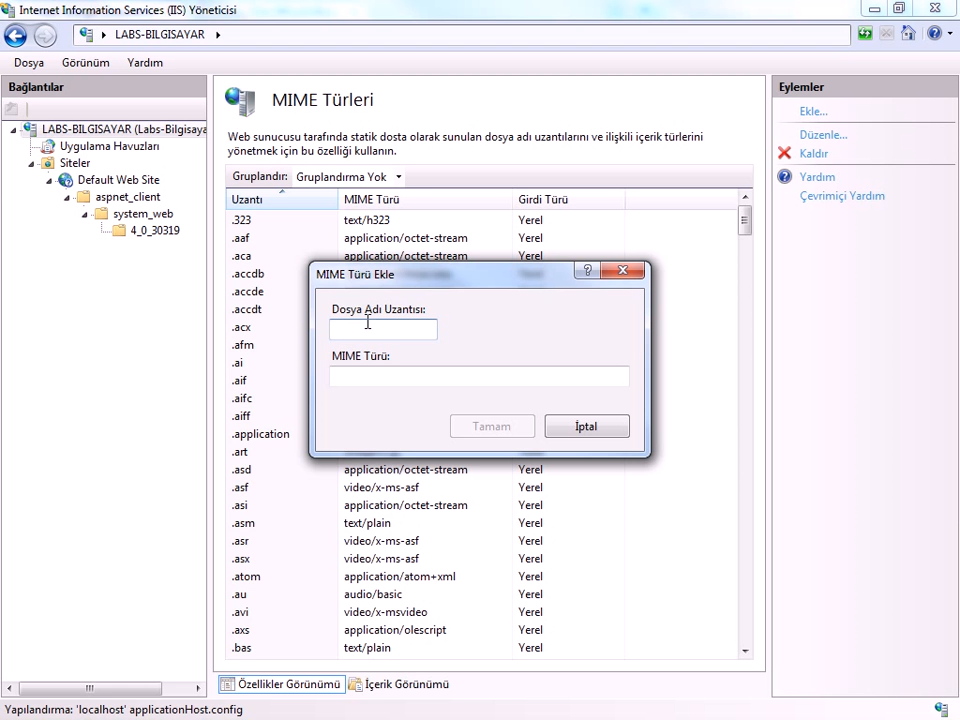 Internet Information Services (IIS) Yöneticisi
LABS-BILGISAYAR
Dosya Görünüm Yardım
Bağlantılar
LABS-BILGISAYAR (Labs-Bilgisaya
Uygulama Havuzları
Siteler
Default Web Site
aspnet_client
system_web
4_0_30319
MIME Türleri
Web sunucusu tarafında statik dosta olarak sunulan dosya adı uzantılarını ve ilişkili içerik türlerini
yönetmek için bu özelliği kullanın.
Gruplandır: Gruplandırma Yok
Uzantı MIME Türü Girdi Türü
.323 text/h323 Yerel
.aaf application/octet-stream Yerel
.aca application/octet-stream Yerel
.accdb
.accde
.accdt
.acx
.afm
.ai
.aif
.aifc
.aiff
.application
.art
.asd application/octet-stream Yerel
.asf video/x-ms-asf Yerel
.asi application/octet-stream Yerel
.asm text/plain Yerel
.asr video/x-ms-asf Yerel
.asx video/x-ms-asf Yerel
.atom application/atom+xml Yerel
.au audio/basic Yerel
.avi video/x-msvideo Yerel
.axs application/olescript Yerel
.bas text/plain Yerel
MIME Türü Ekle
Dosya Adı Uzantısı:
MIME Türü:
Tamam İptal
Özellikler Görünümü İçerik Görünümü
Eylemler
Ekle...
Düzenle...
Kaldır
Yardım
Çevrimiçi Yardım
Yapılandırma: 'localhost' applicationHost.config